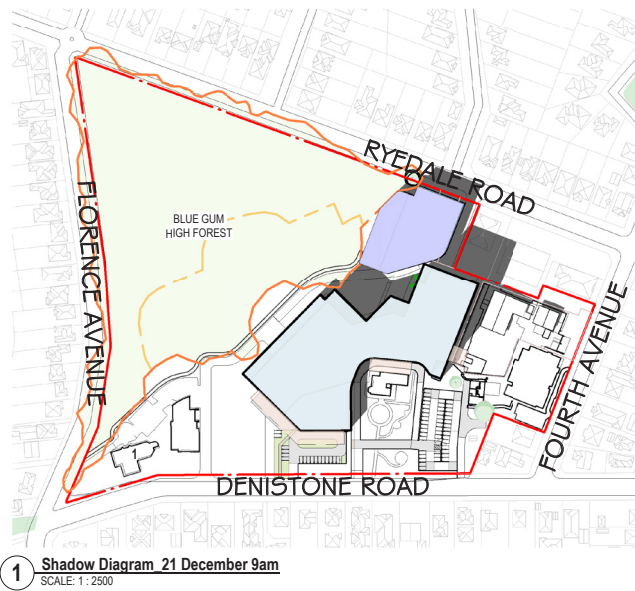 RYEDALE ROAD
BLUE GUM
HIGH FOREST
FLORENCE AVENUE
FOURTH AVENUE
1
DENISTONE ROAD
1
Shadow Diagram_21 December 9am
SCALE: 1 : 2500